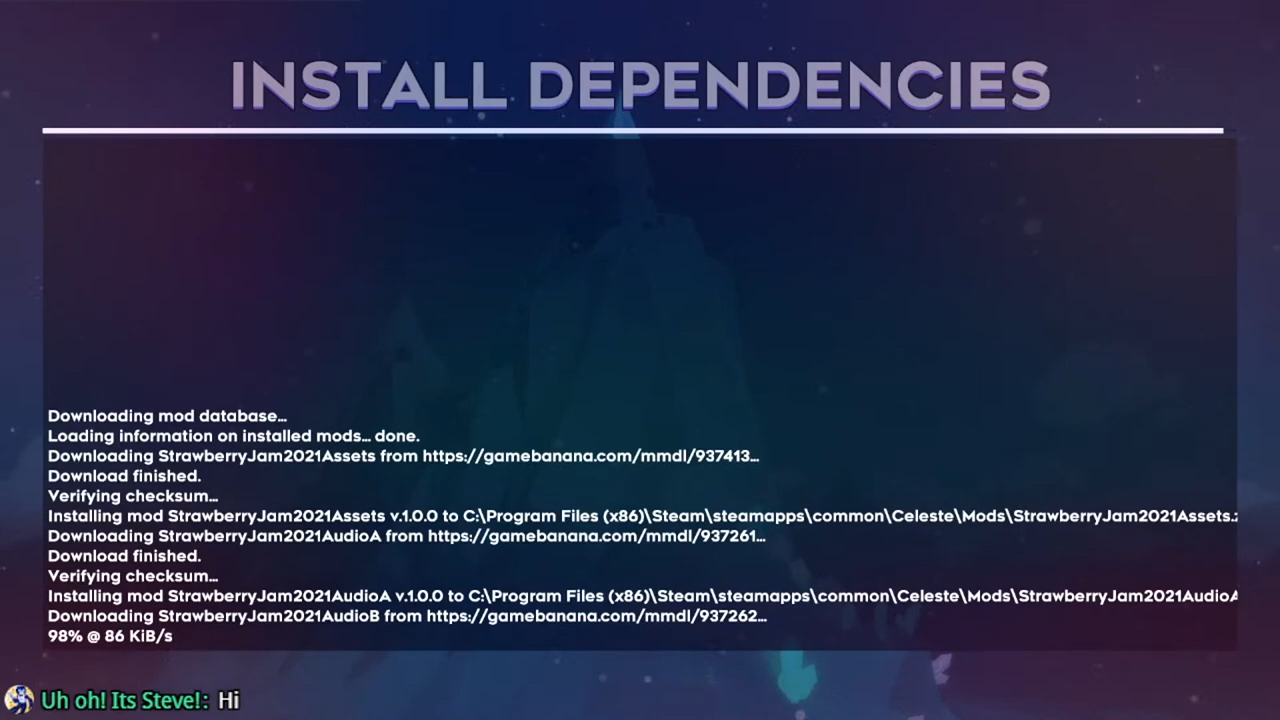 INSTALL DEPENDENCIES
Downloading mod database...
Loading information on installed mods... done.
Downloading StrawberryJam2021Assets from https://gamebanana.com/mmdl/937413...
Download finished.
Verifying checksum...
Installing mod StrawberryJam2021Assets v.1.0.0 to C:\Program Files (x86)\Steam\steamapps\common\Celeste\Mods\StrawberryJam2021Assets.z
Downloading StrawberryJam2021AudioA from https://gamebanana.com/mmdl/937261...
Download finished.
Verifying checksum...
Installing mod StrawberryJam2021AudioA v.1.0.0 to C:\Program Files (x86)\Steam\steamapps\common\Celeste\Mods\StrawberryJam2021AudioA
Downloading StrawberryJam2021AudioB from https://gamebanana.com/mmdl/937262...
98% @ 86 KiB/s
Uh oh! Its Steve!: Hi